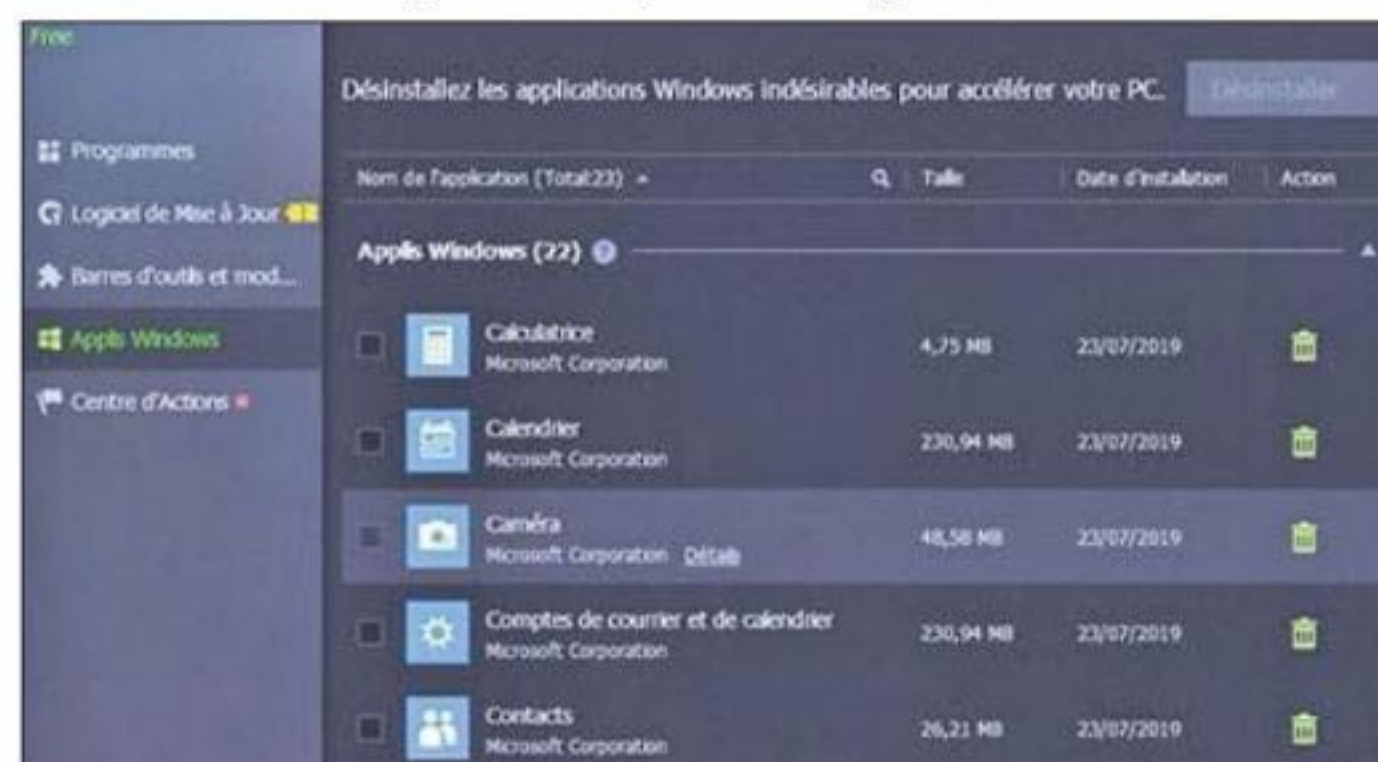 Free
Désinstallez les applications Windows indésirables pour accélérer votre PC.
Désinstaller
Programmes
Logiciel de Mise à Jour
Barres d'outils et mod...
Applis Windows
Centre d'Actions
Nom de l'application (Total:23)
Taille
Date d'installation
Action
Applis Windows (22)
Calculatrice
Microsoft Corporation
4,75 MB
23/07/2019
Calendrier
Microsoft Corporation
230,94 MB
23/07/2019
Caméra
Microsoft Corporation Détails
48,58 MB
23/07/2019
Comptes de courrier et de calendrier
Microsoft Corporation
230,94 MB
23/07/2019
Contacts
Microsoft Corporation
26,21 MB
23/07/2019